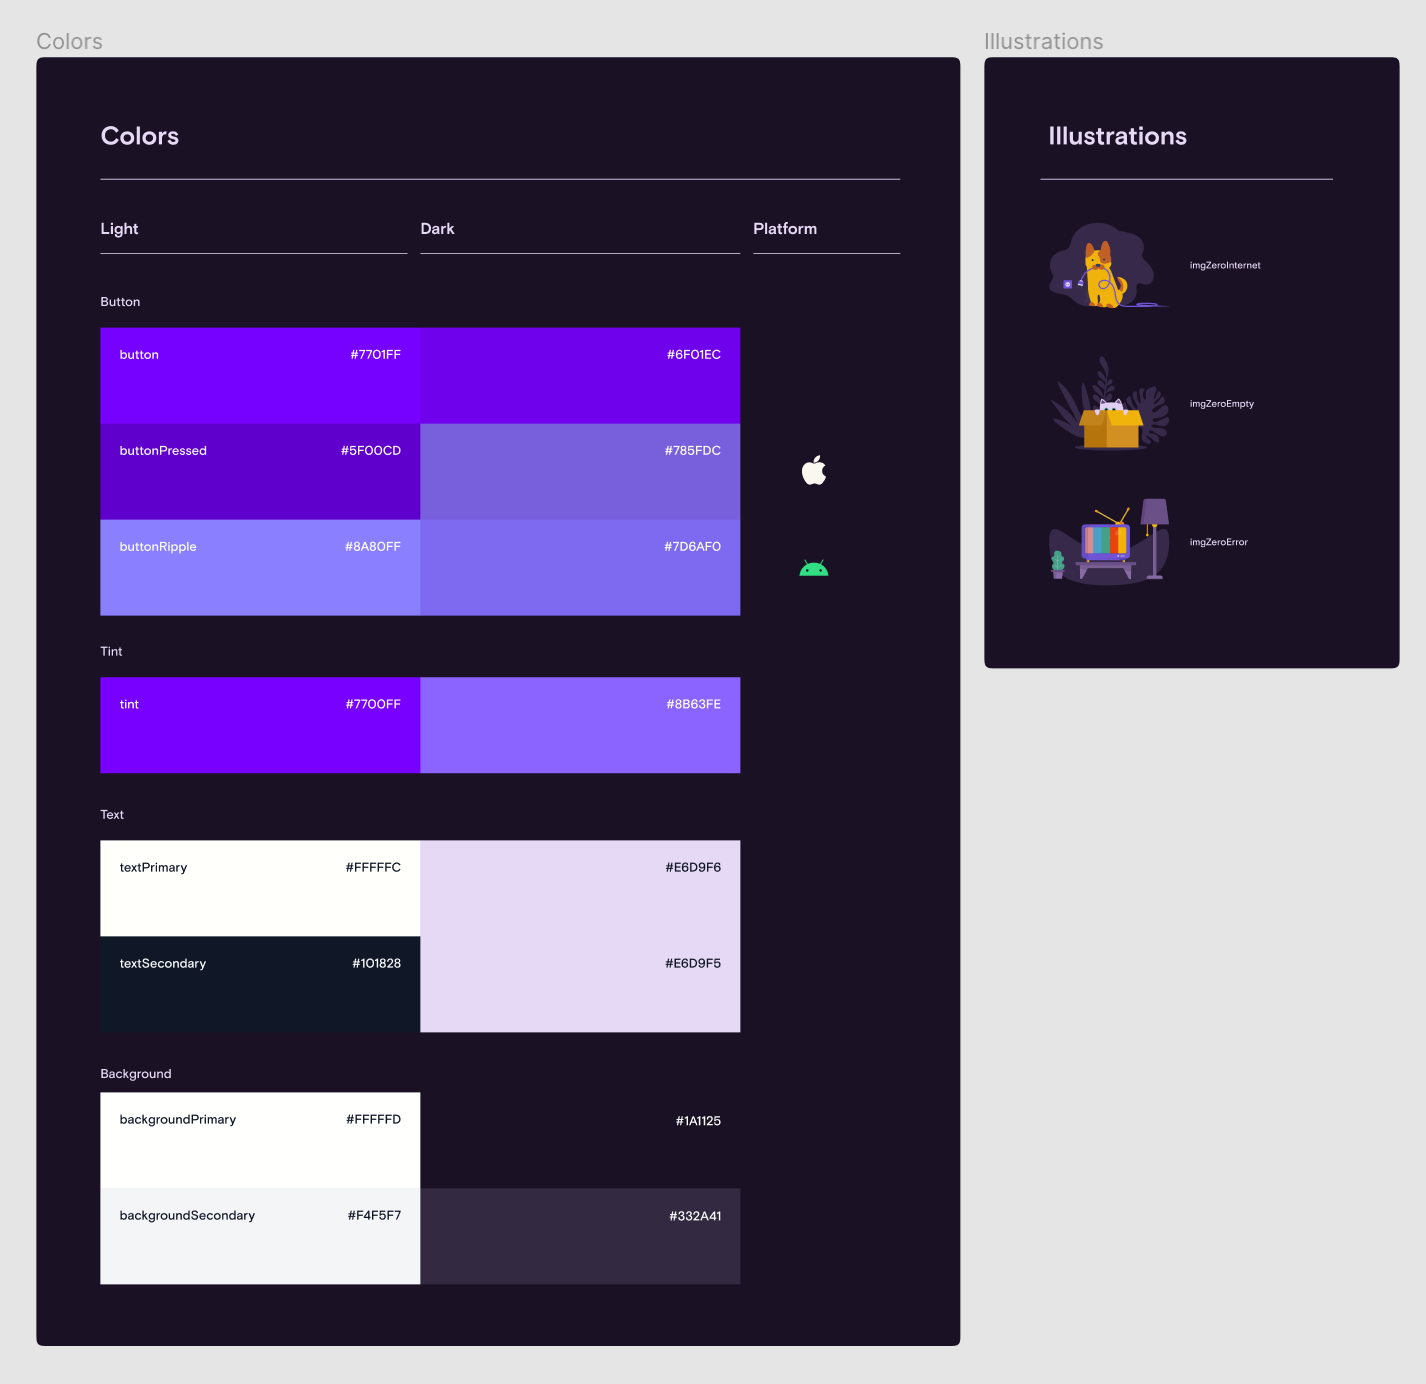 Colors
Colors
Light Dark Platform
Button
button #7701FF #6F01EC
buttonPressed #5F00CD #785FDC
buttonRipple #8A80FF #7D6AF0
Tint
tint #7700FF #8B63FE
Text
textPrimary #FFFFFC #E6D9F6
textSecondary #101828 #E6D9F5
Background
backgroundPrimary #FFFFFD #1A1125
backgroundSecondary #F4F5F7 #332A41
Illustrations
Illustrations
imgZeroInternet
imgZeroEmpty
imgZeroError